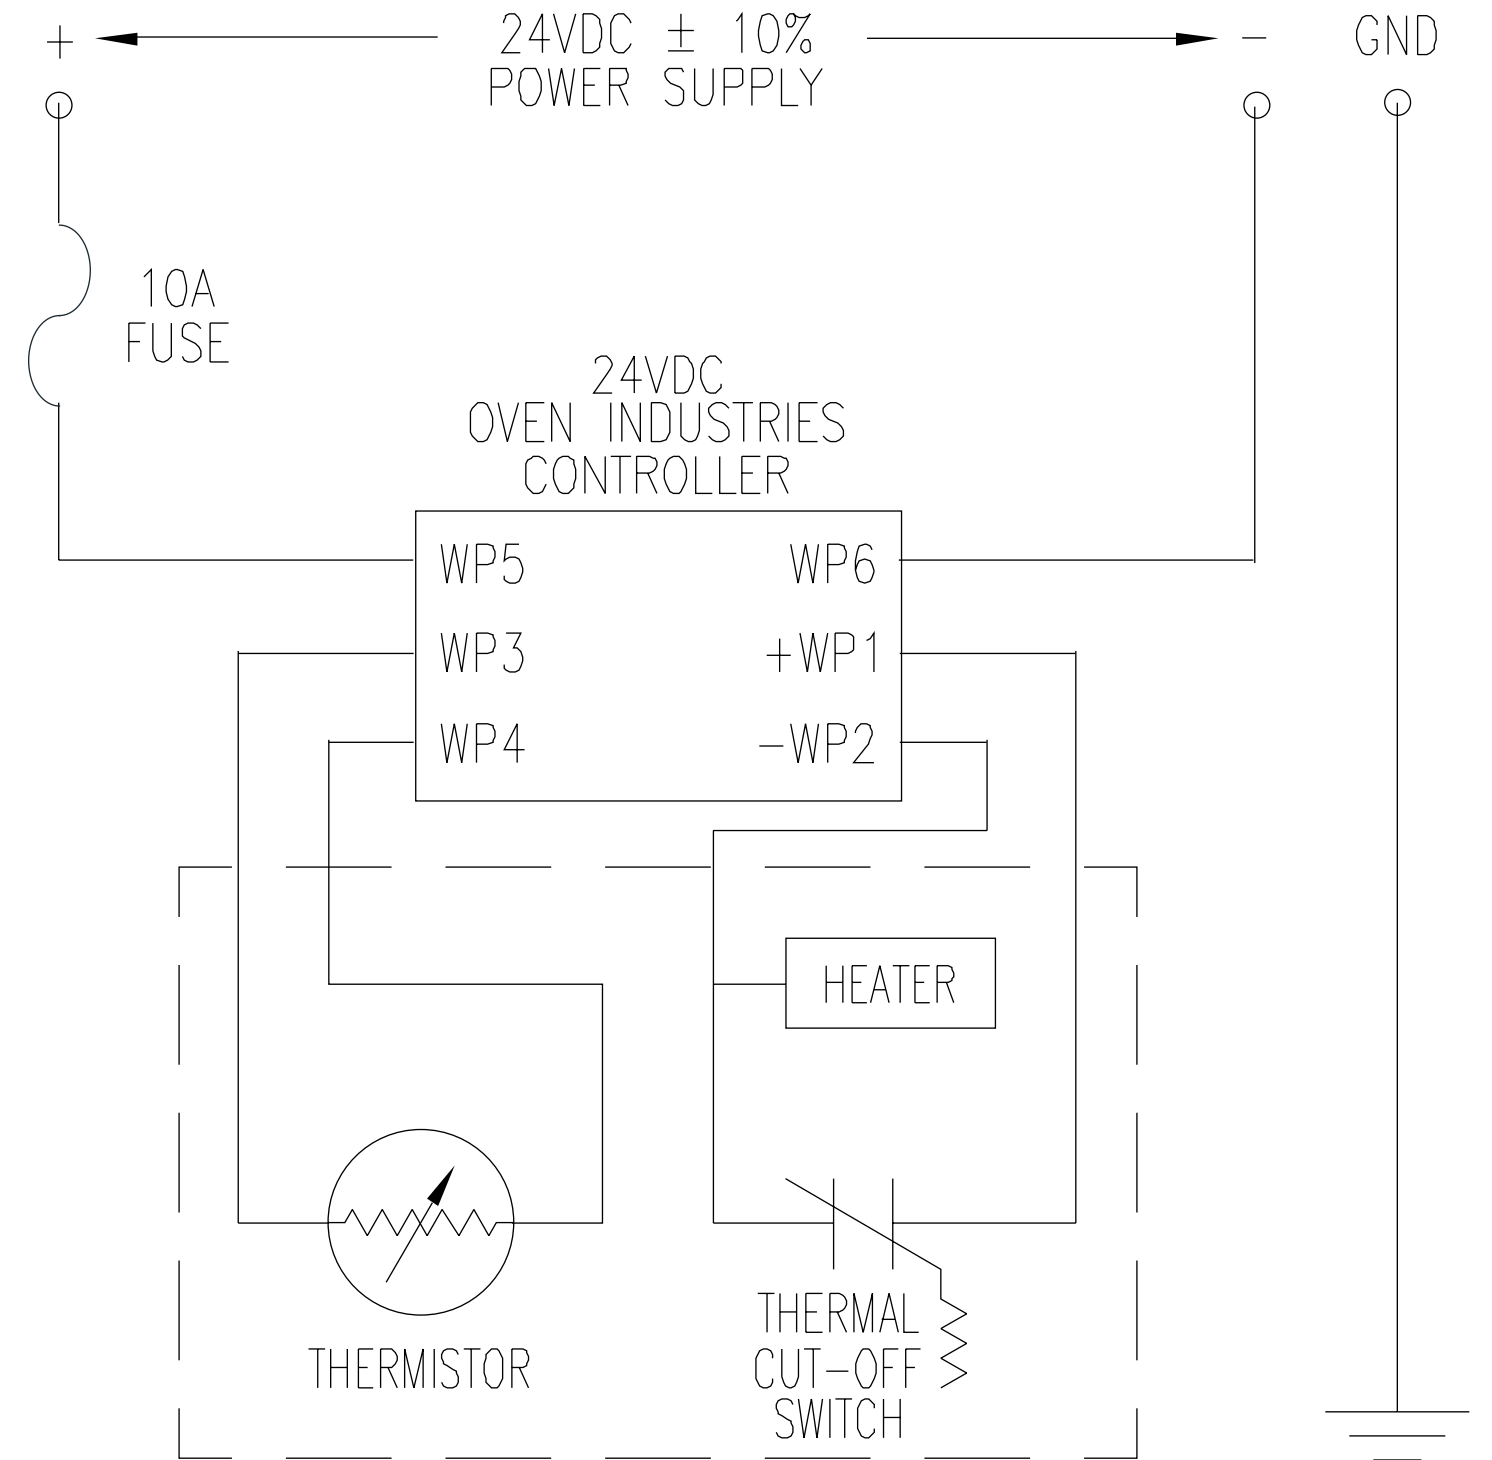 +
24VDC ± 10%
POWER SUPPLY
−
GND
10A
FUSE
24VDC
OVEN INDUSTRIES
CONTROLLER
WP5
WP6
WP3
+WP1
WP4
−WP2
HEATER
THERMISTOR
THERMAL
CUT-OFF
SWITCH